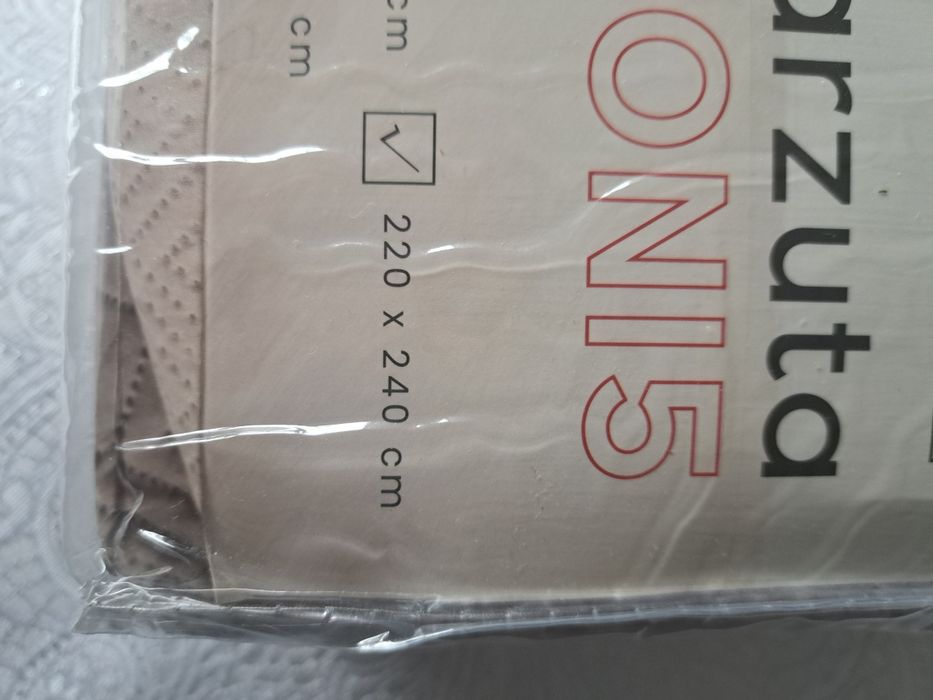 arzuta
ONI5
cm
☑ 220 x 240 cm
cm